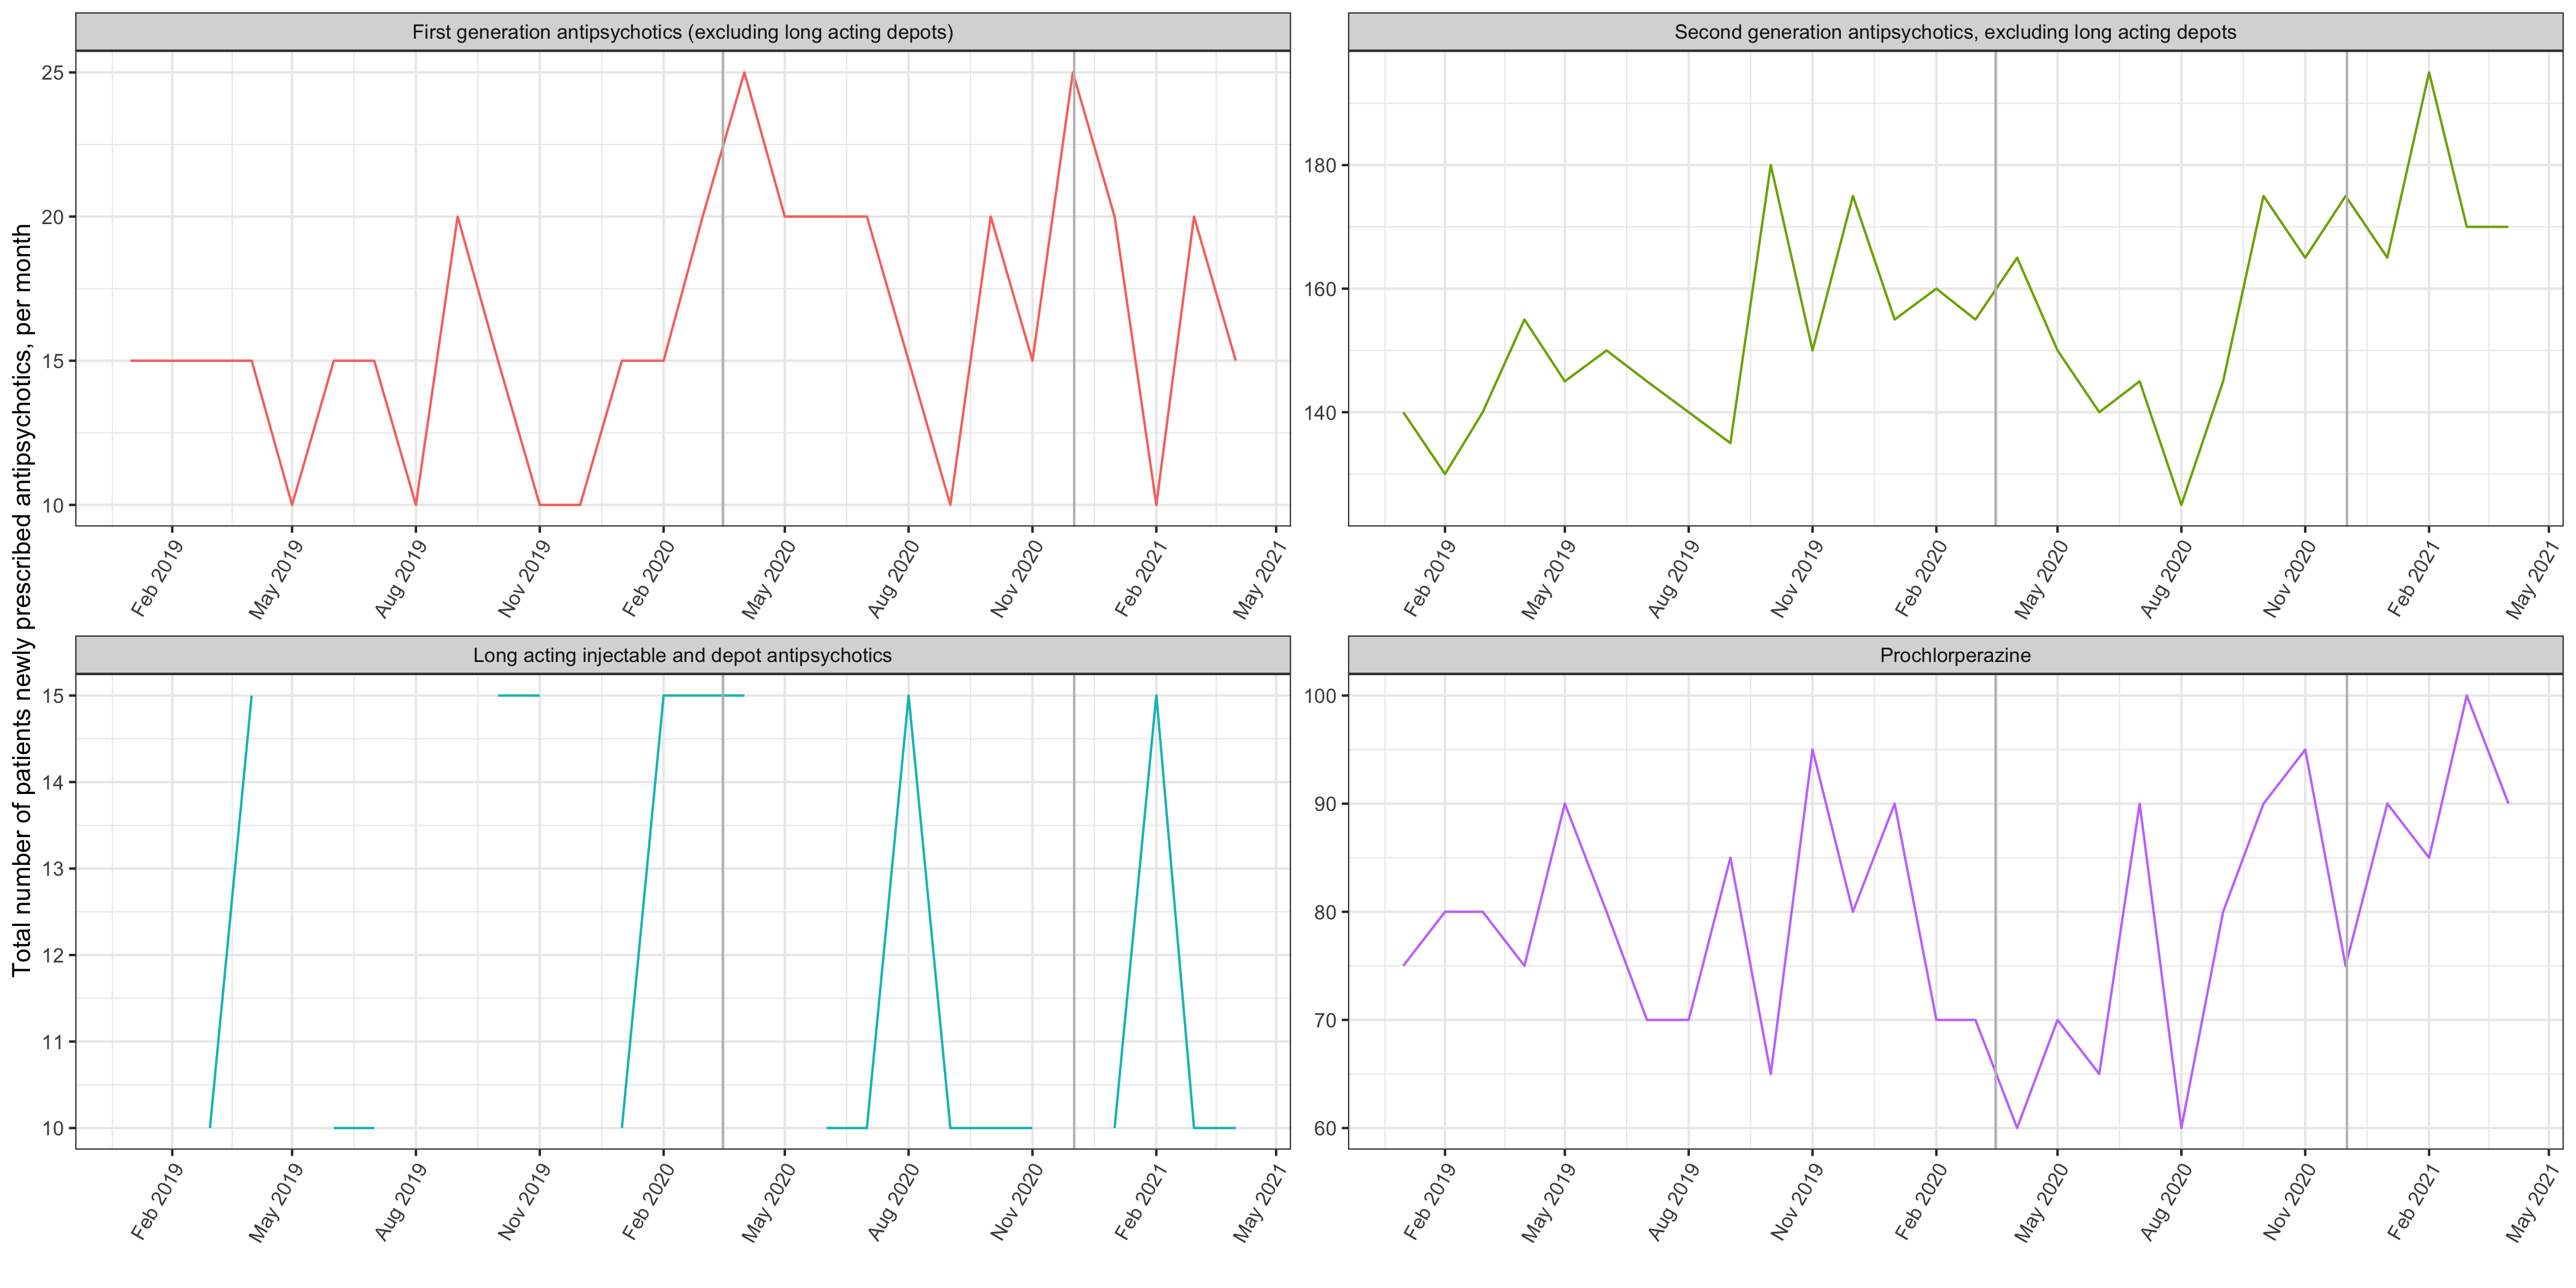 Total number of patients newly prescribed antipsychotics, per month
First generation antipsychotics (excluding long acting depots)
25
20
15
10
Feb 2019
May 2019
Aug 2019
Nov 2019
Feb 2020
May 2020
Aug 2020
Nov 2020
Feb 2021
May 2021
Second generation antipsychotics, excluding long acting depots
180
160
140
Feb 2019
May 2019
Aug 2019
Nov 2019
Feb 2020
May 2020
Aug 2020
Nov 2020
Feb 2021
May 2021
Long acting injectable and depot antipsychotics
15
14
13
12
11
10
Feb 2019
May 2019
Aug 2019
Nov 2019
Feb 2020
May 2020
Aug 2020
Nov 2020
Feb 2021
May 2021
Prochlorperazine
100
90
80
70
60
Feb 2019
May 2019
Aug 2019
Nov 2019
Feb 2020
May 2020
Aug 2020
Nov 2020
Feb 2021
May 2021